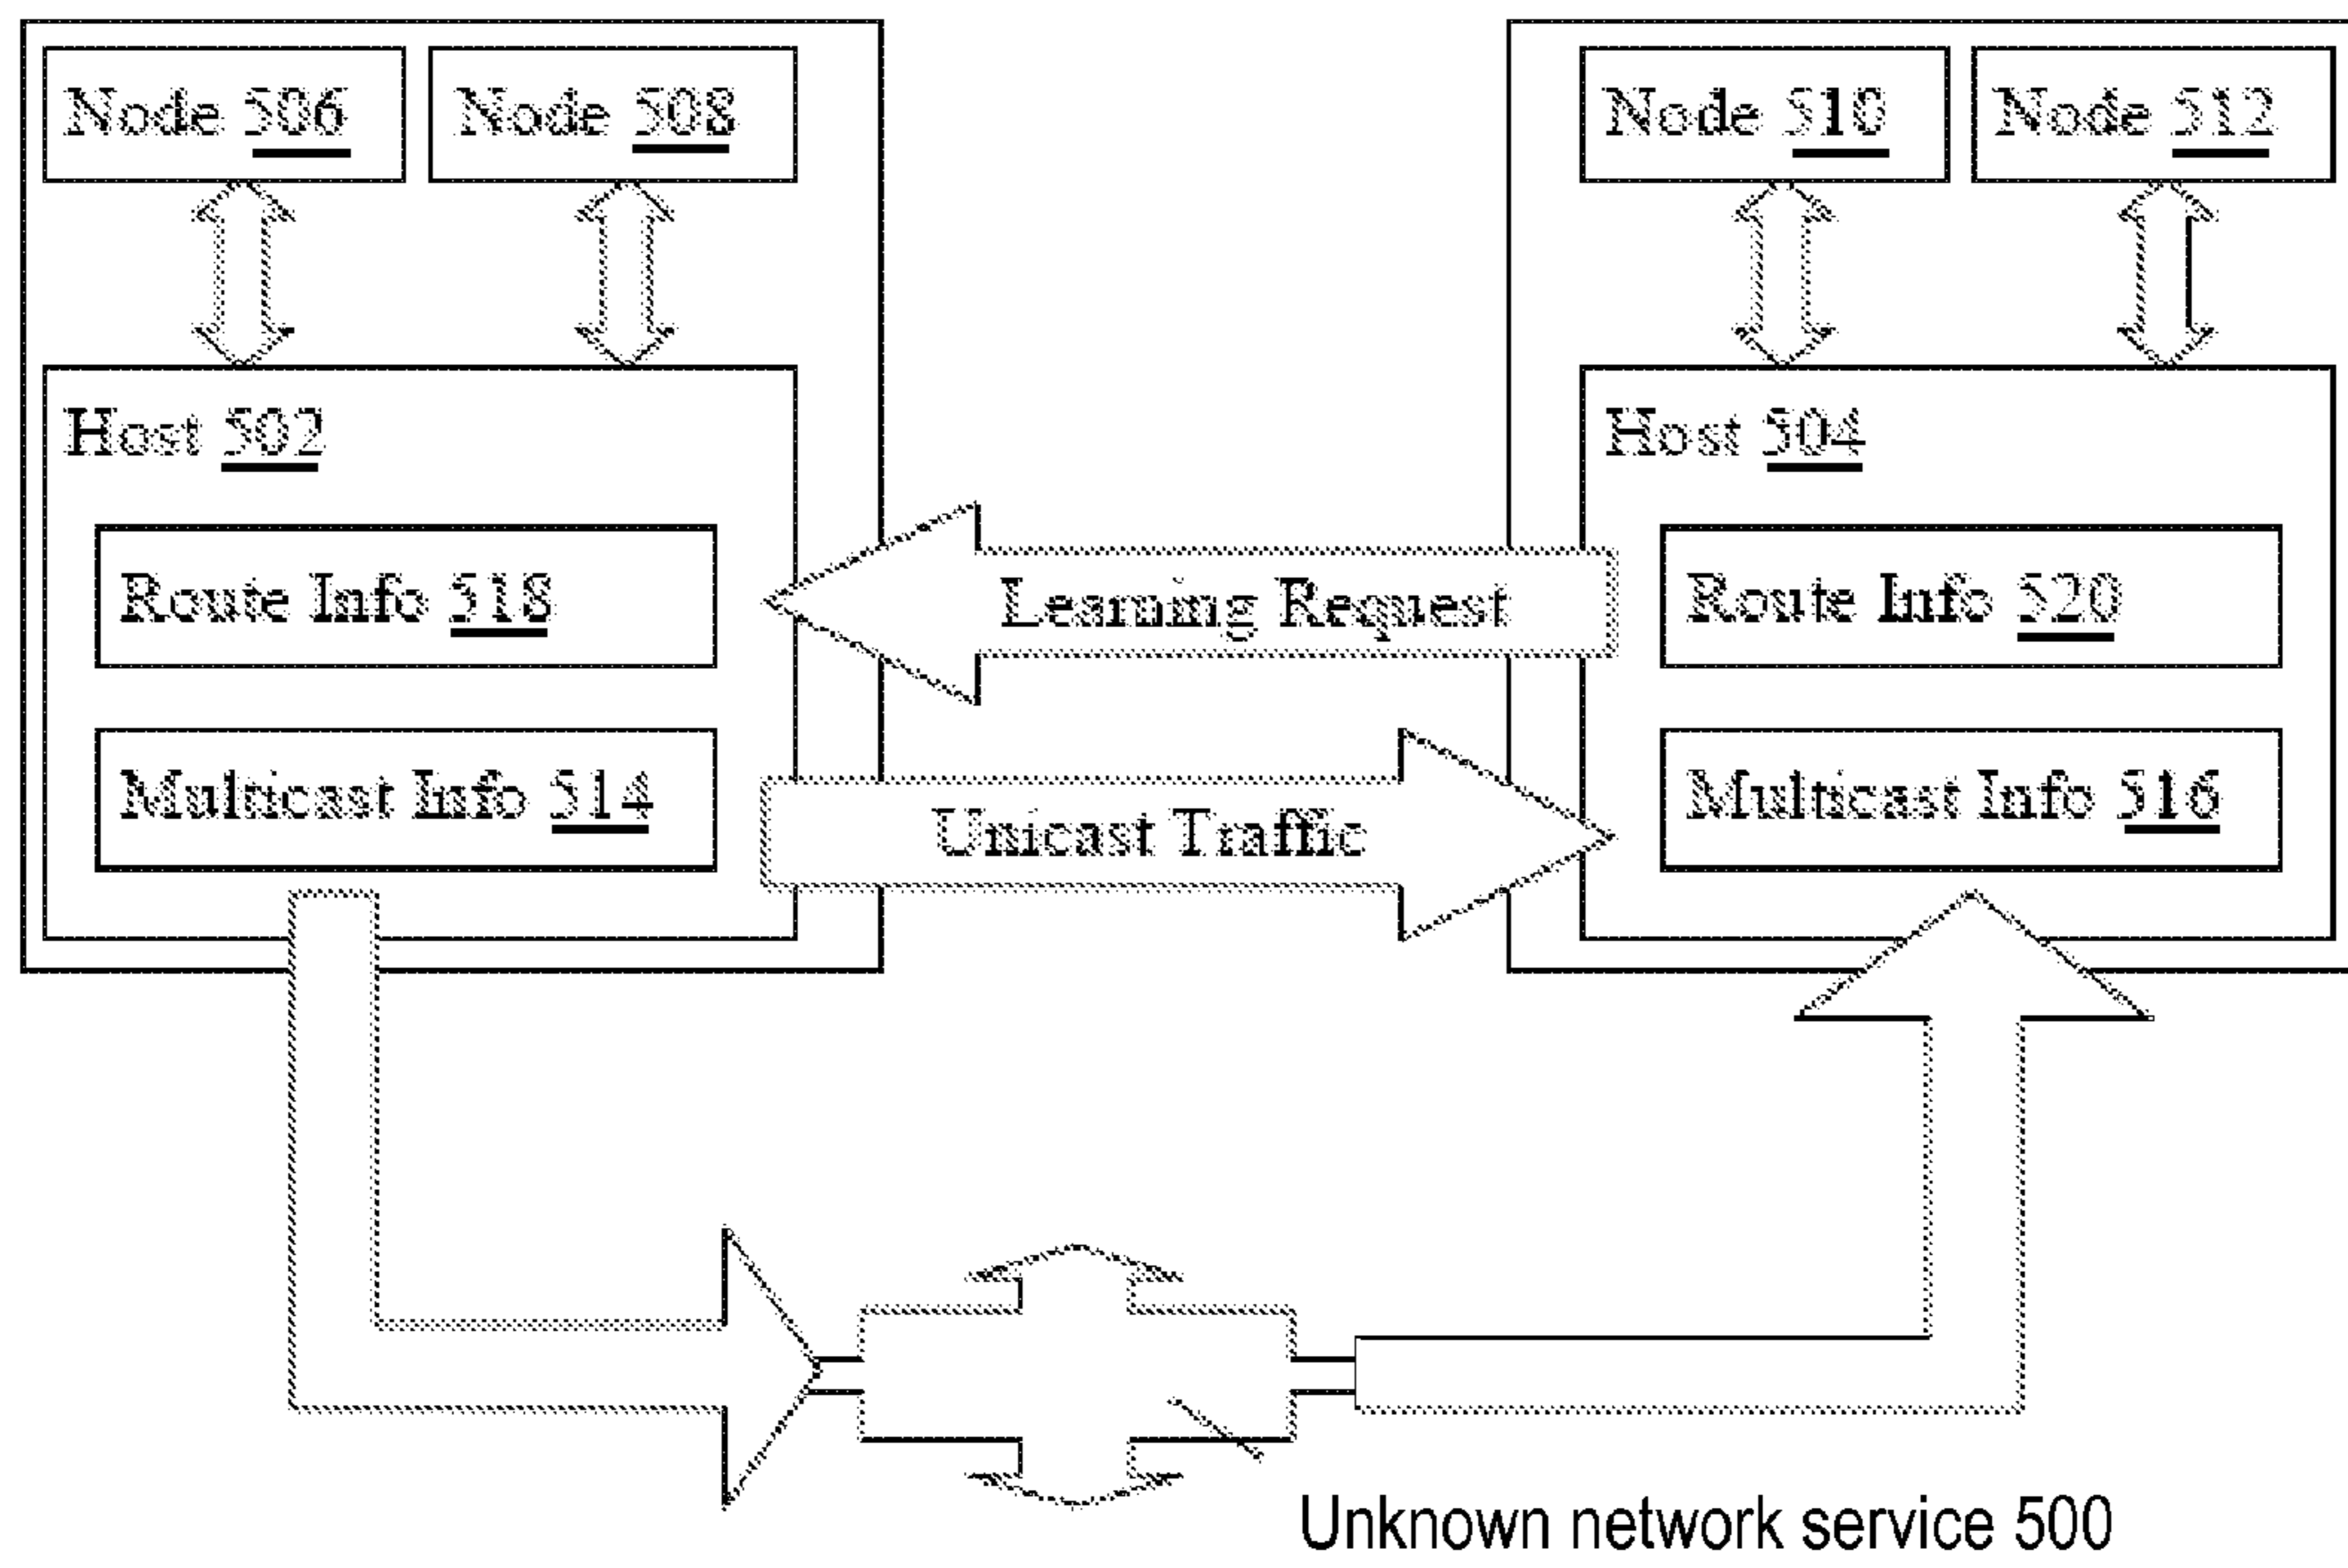 Node 506
Node 508
Node 510
Node 512
Host 502
Host 504
Route Info 518
Learning Request
Route Info 520
Multicast Info 514
Unicast Traffic
Multicast Info 516
Unknown network service 500